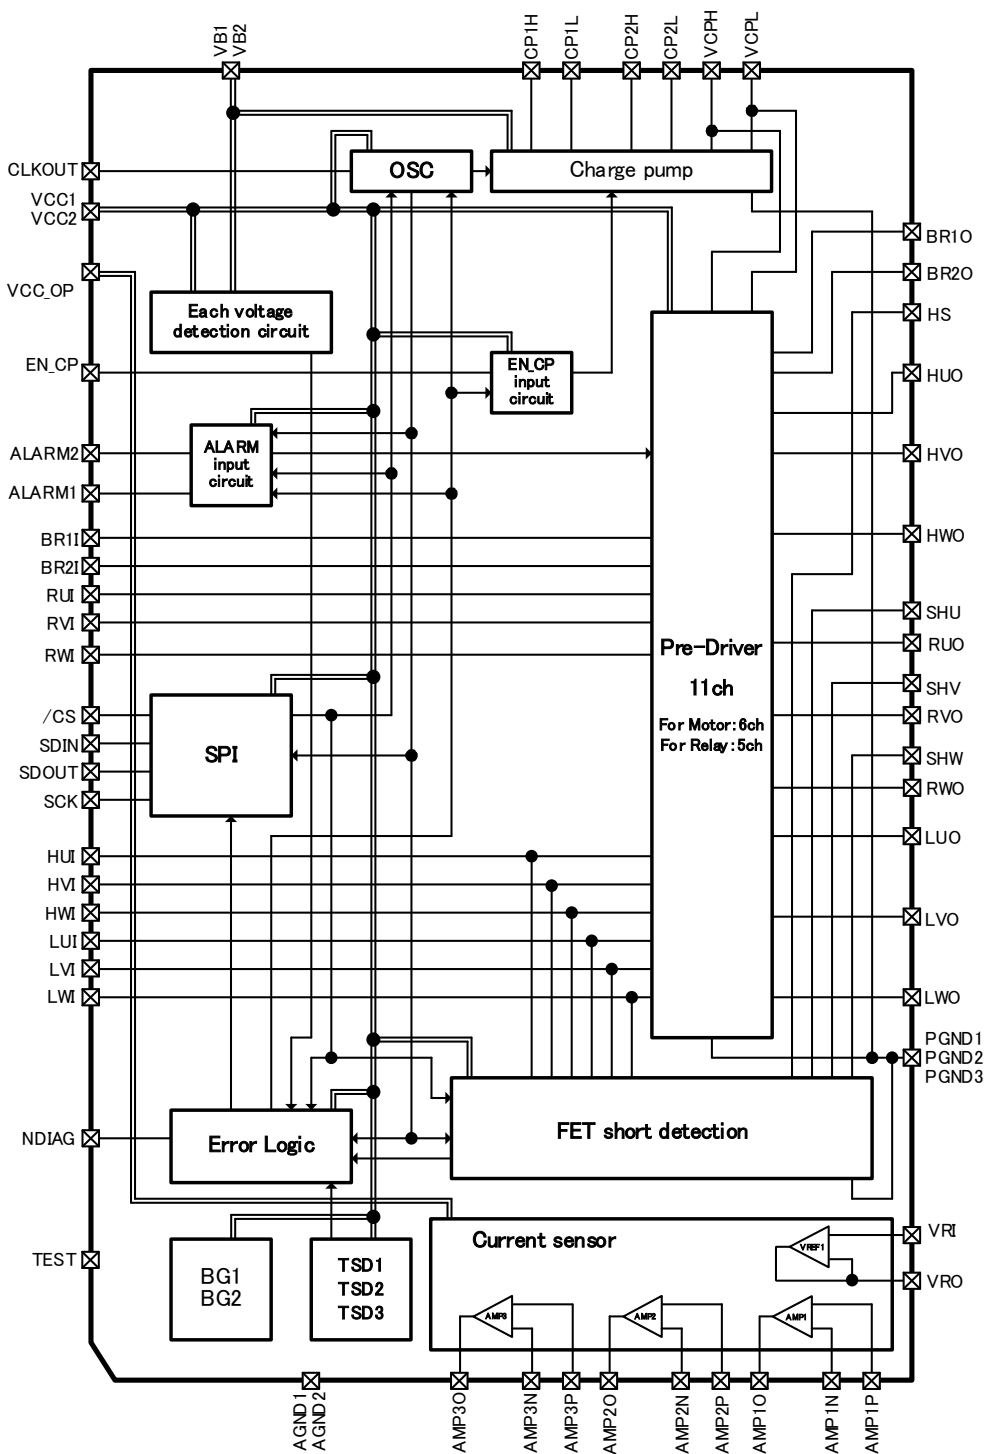 VB1
VB2
CP1H
CP1L
CP2H
CP2L
VCPH
VCPL
CLKOUT
OSC
Charge pump
VCC1
VCC2
BR1O
VCC_OP
BR2O
Each voltage
detection circuit
HS
EN_CP
EN_CP
input
circuit
HUO
ALARM2
ALARM
input
circuit
HVO
ALARM1
BR1I
HWO
BR2I
RUI
SHU
RVI
RUO
RWI
Pre-Driver
11ch
For Motor:6ch
For Relay:5ch
SHV
RVO
/CS
SDIN
SPI
SHW
SDOUT
RWO
SCK
LUO
HUI
HVI
HWI
LVO
LUI
LVI
LWI
LWO
PGND1
PGND2
PGND3
NDIAG
Error Logic
FET short detection
TEST
BG1
BG2
TSD1
TSD2
TSD3
Current sensor
VREF1
VRI
VRO
AMP3
AMP2
AMP1
AGND1
AGND2
AMP3O
AMP3N
AMP3P
AMP2O
AMP2N
AMP2P
AMP1O
AMP1N
AMP1P